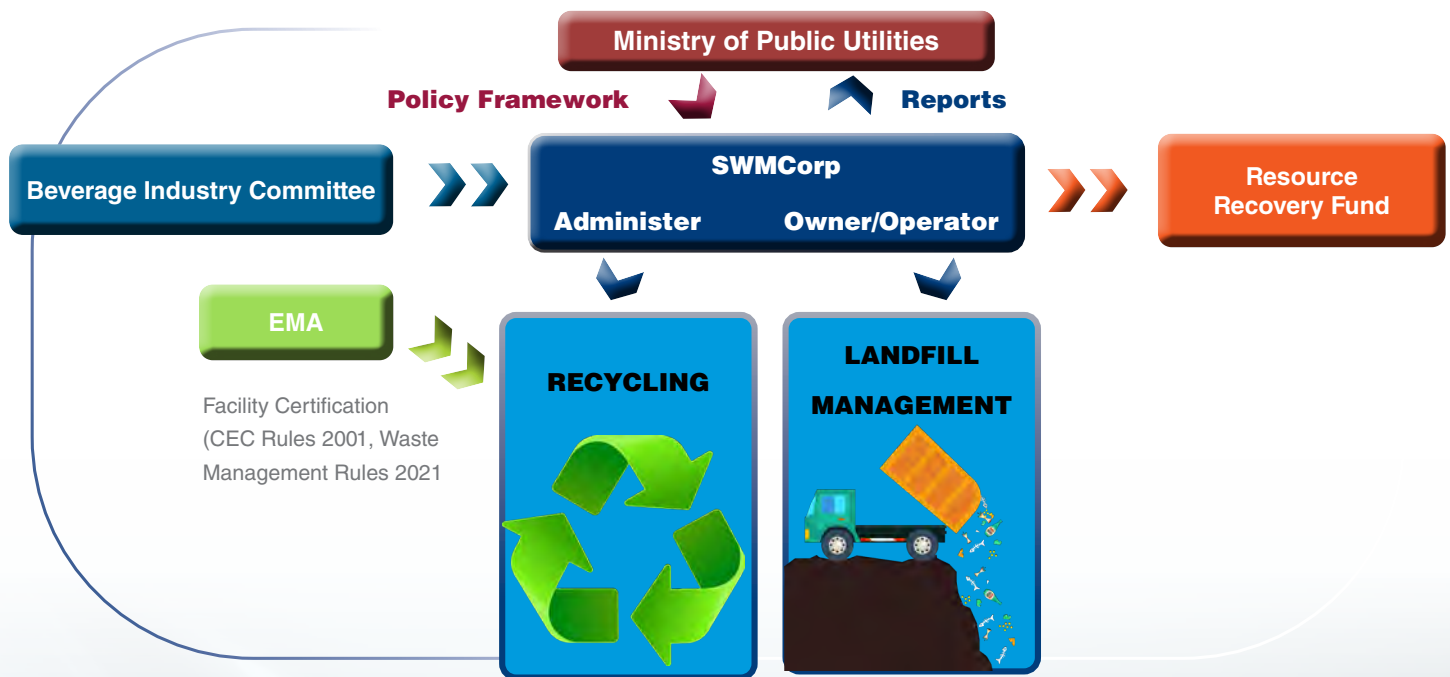 Ministry of Public Utilities
Policy Framework
Reports
Beverage Industry Committee
SWMCorp
Administer
Owner/Operator
Resource
Recovery Fund
EMA
Facility Certification
(CEC Rules 2001, Waste
Management Rules 2021
RECYCLING
LANDFILL
MANAGEMENT